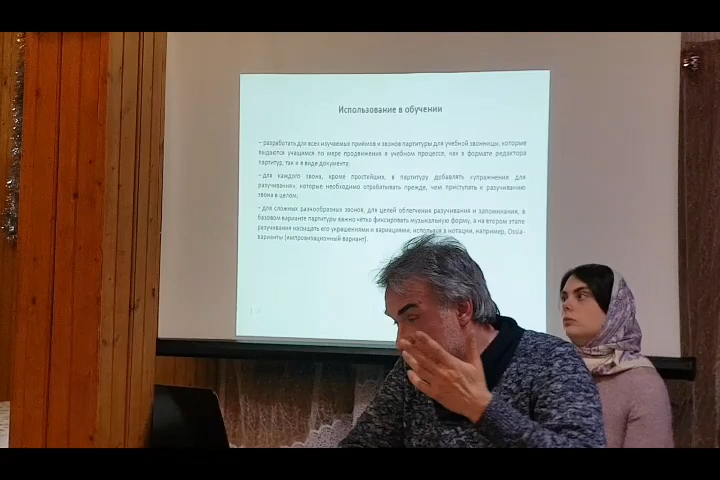 Использование в обучении
– разработать для всех изучаемых приёмов и звонов партитуры для учебной звонницы, которые
выдаются учащимся по мере продвижения в учебном процессе, как в формате редактора
партитур, так и в виде документа;
– для каждого звона, кроме простейших, в партитуру добавлять «упражнения для
разучивания», которые необходимо отрабатывать прежде, чем приступать к разучиванию
звона в целом;
– для сложных разнообразных звонов, для целей облегчения разучивания и запоминания, в
базовом варианте партитуры важно чётко фиксировать музыкальную форму, а на втором этапе
разучивания насыщать его украшениями и вариациями, используя в нотации, например, Ossia-
варианты (импровизационный вариант).